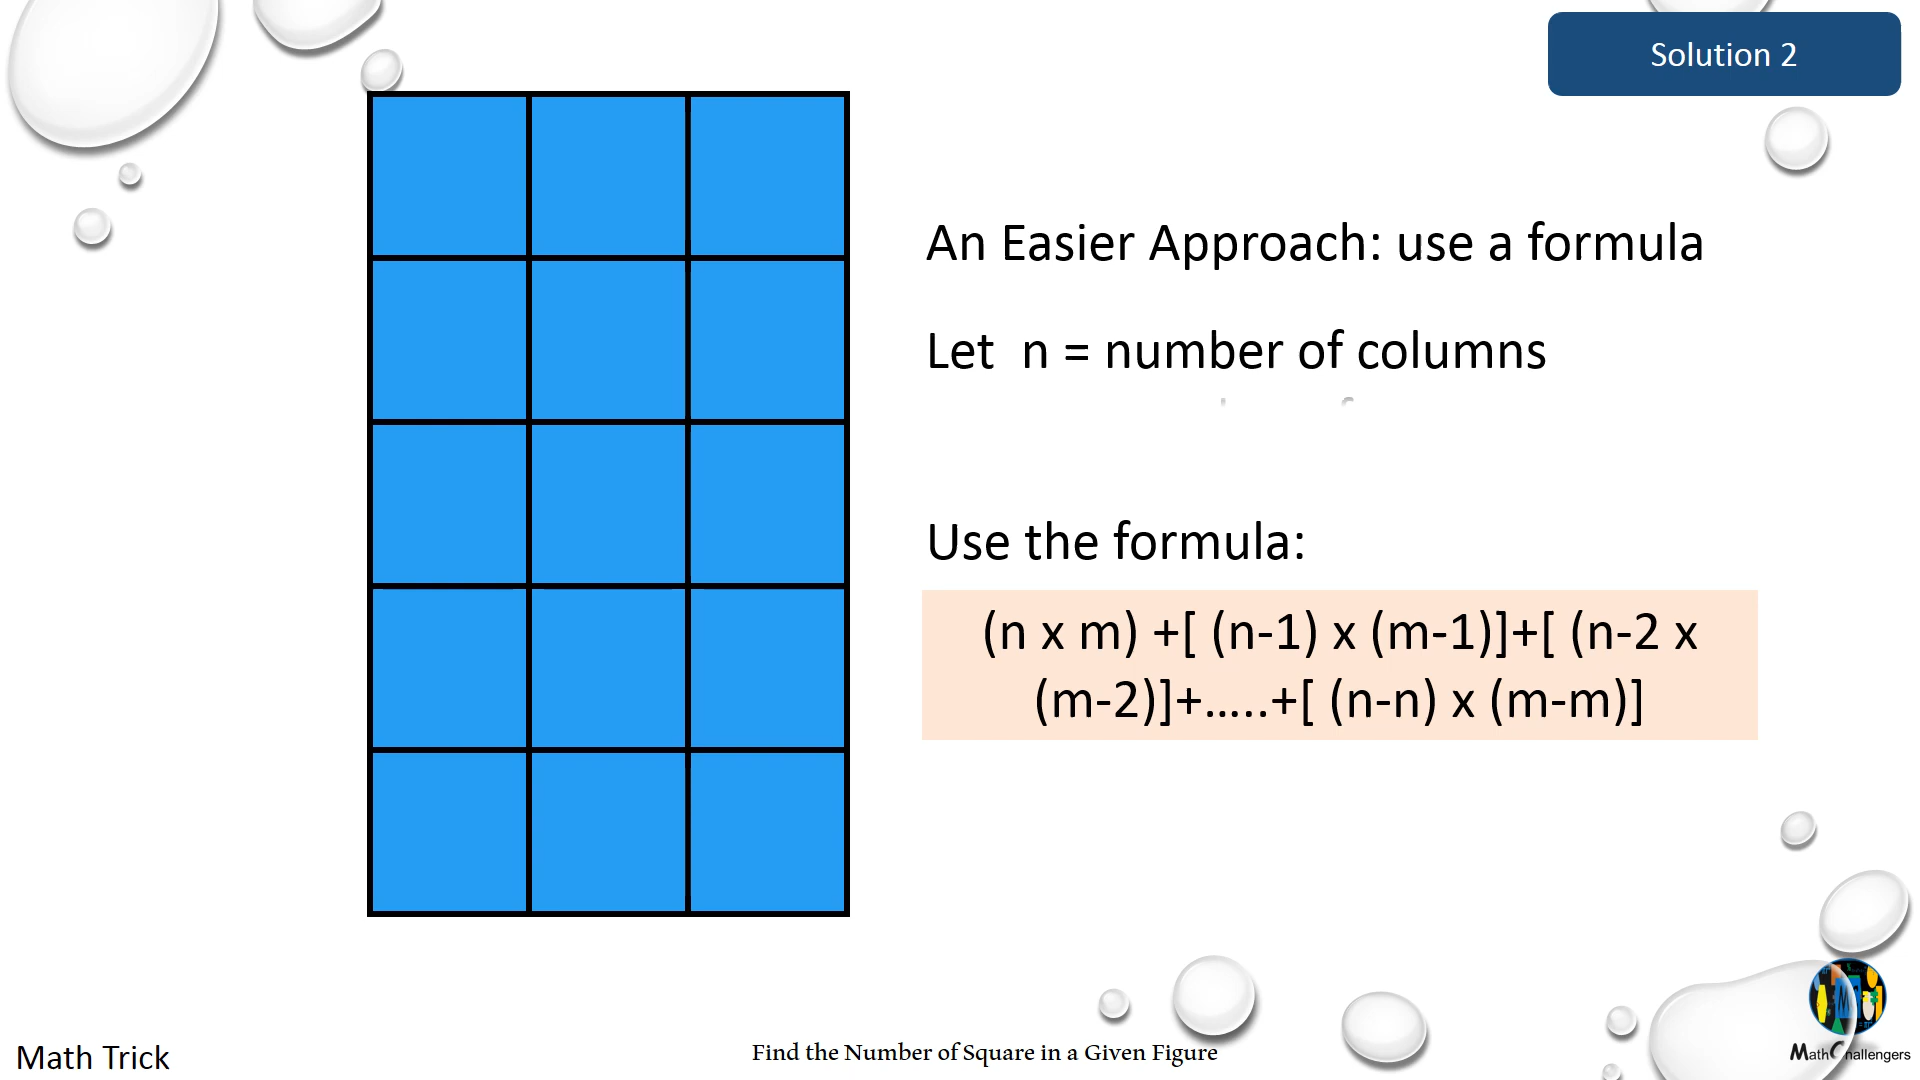 Solution 2
An Easier Approach: use a formula
Let  n = number of columns
Use the formula:
(n x m) +[ (n-1) x (m-1)]+[ (n-2 x
(m-2)]+.....+[ (n-n) x (m-m)]
Math Trick
Find the Number of Square in a Given Figure
MathChallengers